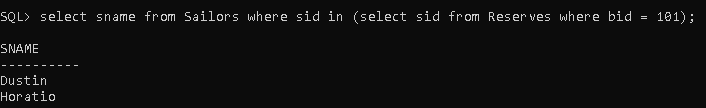 SQL> select sname from Sailors where sid in (select sid from Reserves where bid = 101);
SNAME
----------
Dustin
Horatio